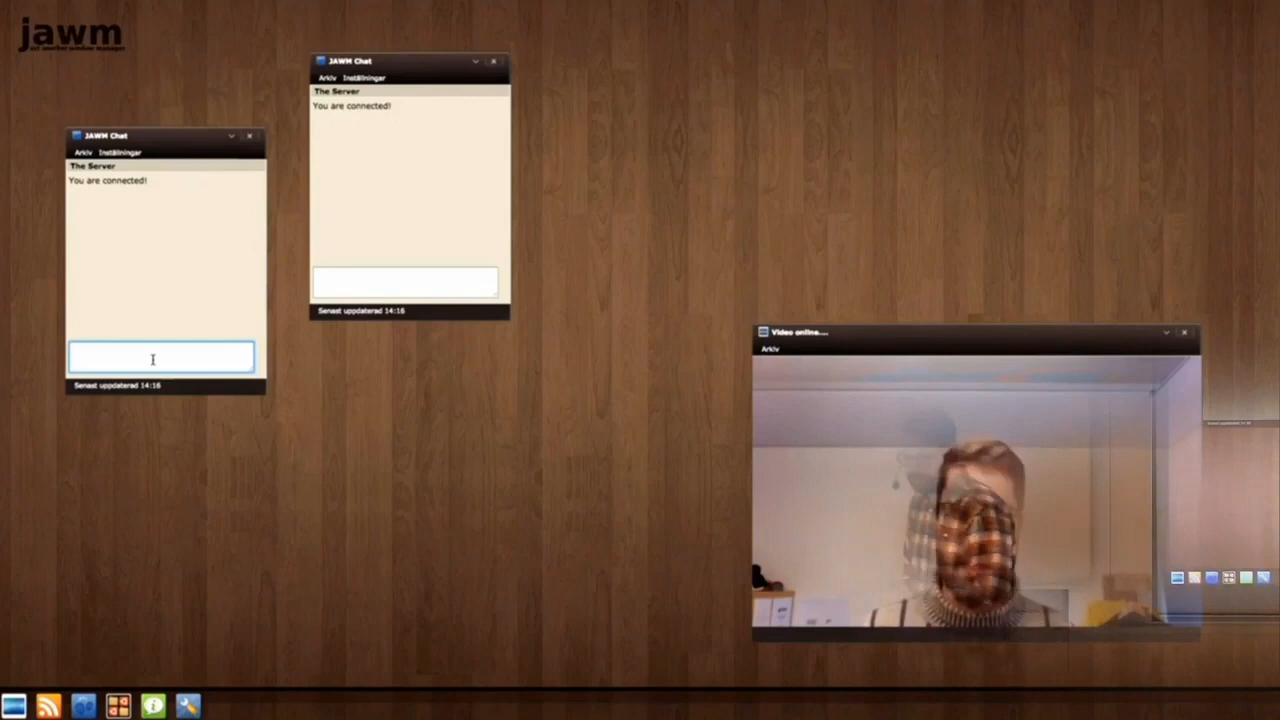 jawm
JAWM Chat
Arkiv Inställningar
The Server
You are connected!
Senast uppdaterad 14:16
JAWM Chat
Arkiv Inställningar
The Server
You are connected!
Senast uppdaterad 14:16
Video online....
Arkiv